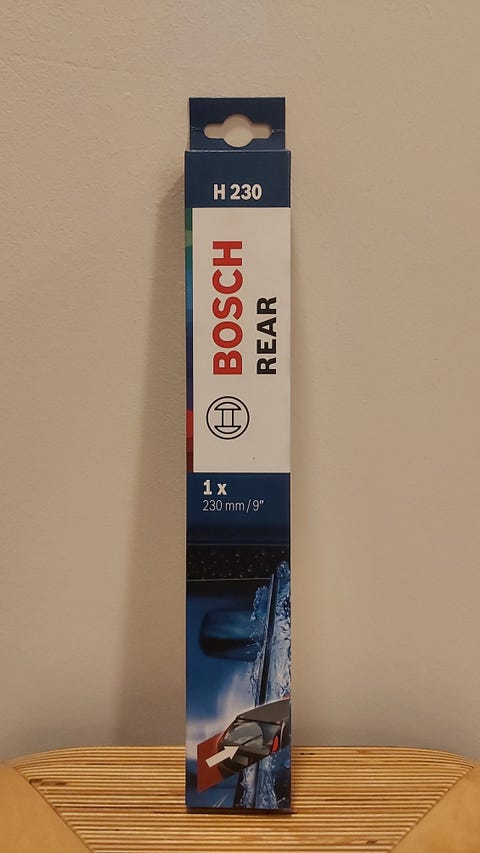 H 230
BOSCH
REAR
1 x
230 mm / 9"